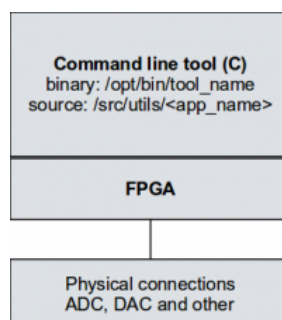 Command line tool (C)
binary: /opt/bin/tool_name
source: /src/utils/<app_name>
FPGA
Physical connections
ADC, DAC and other